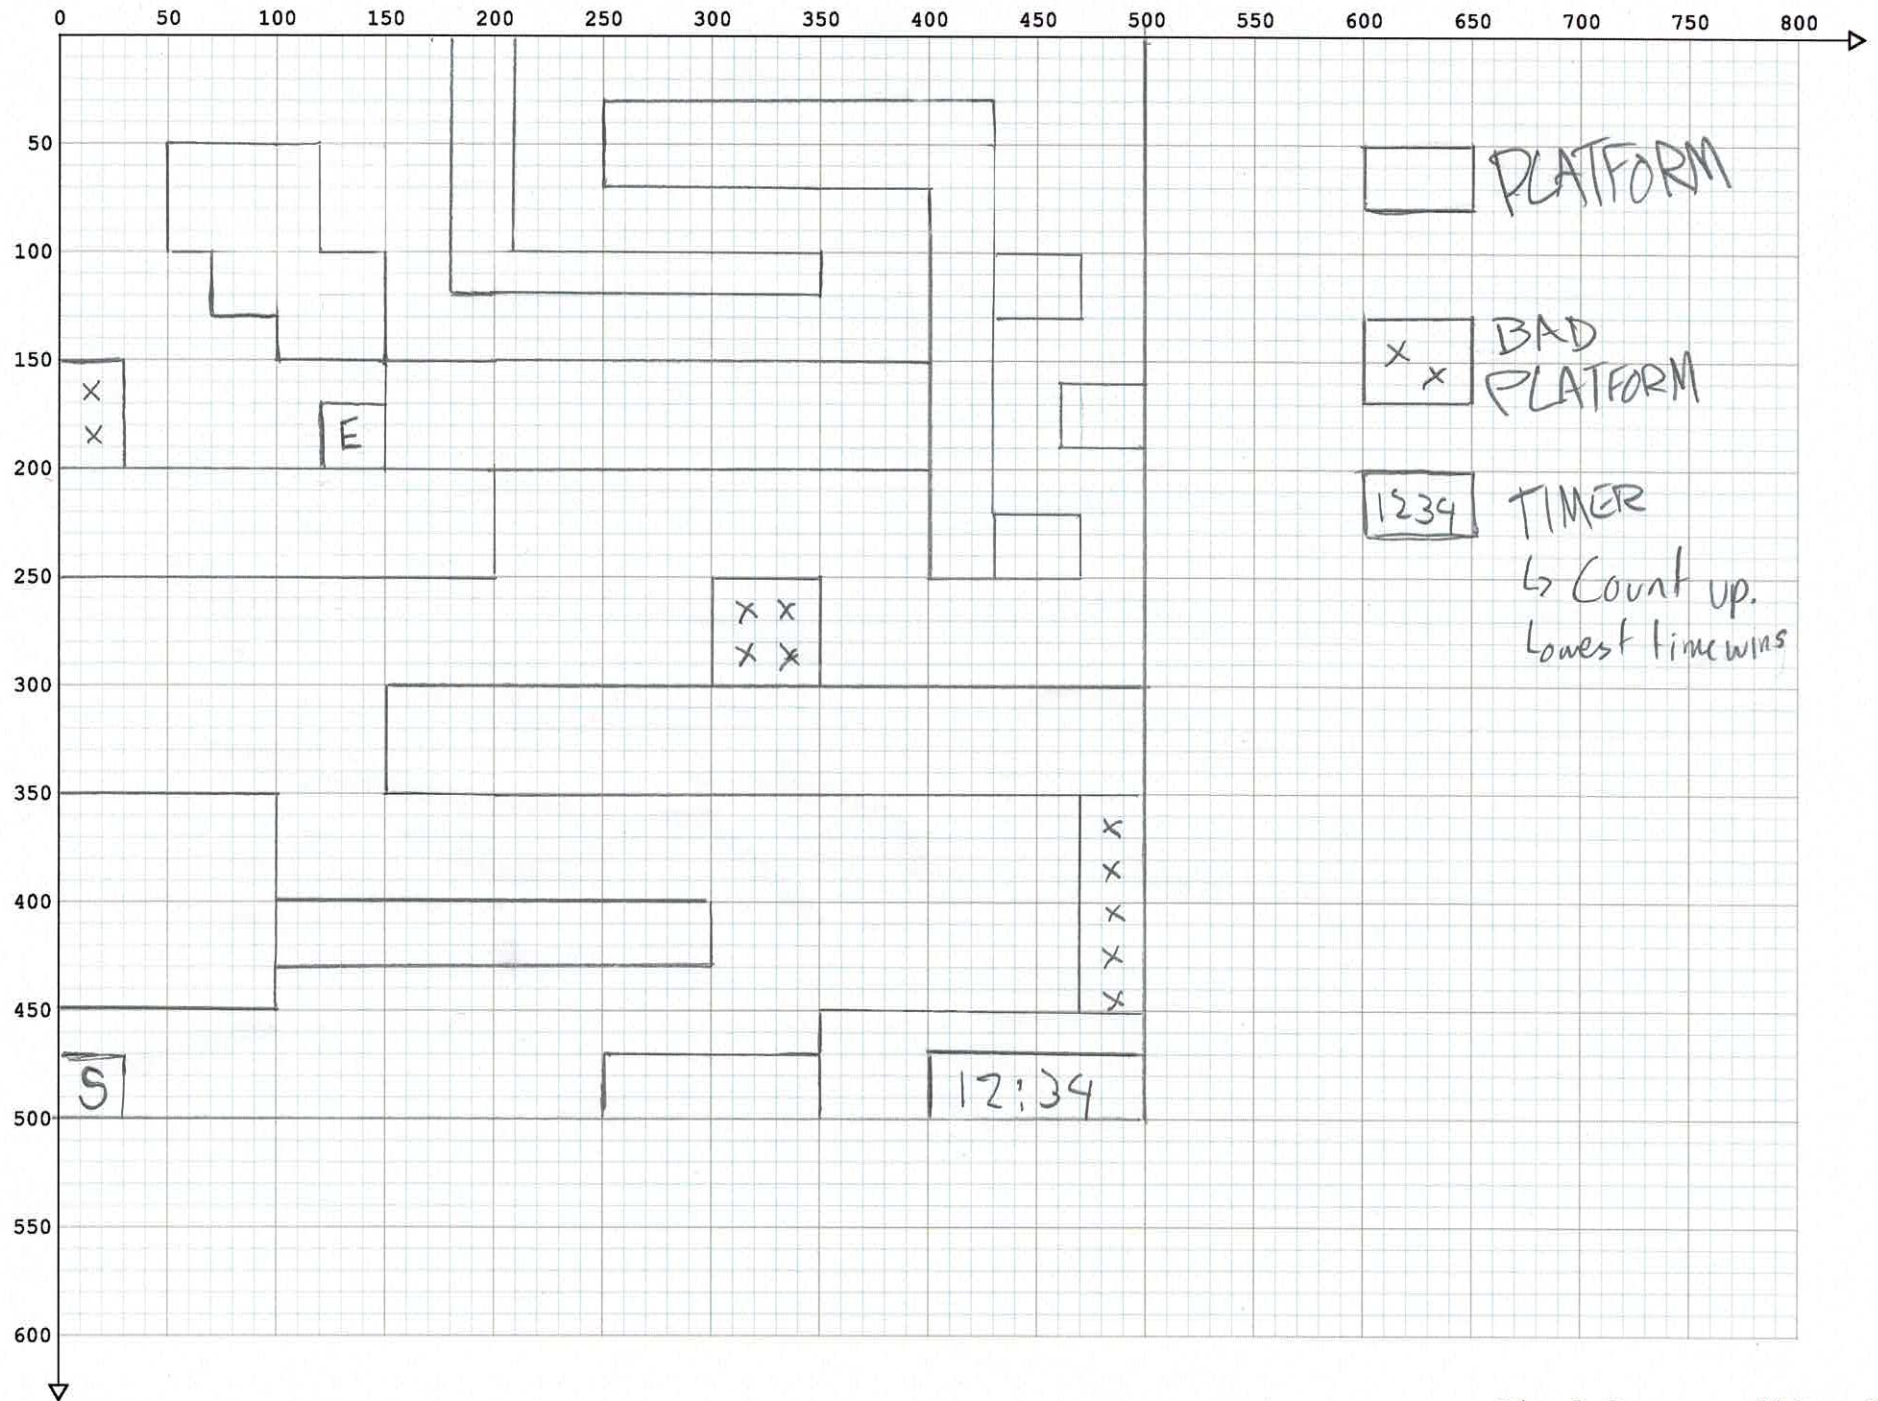 0 50 100 150 200 250 300 350 400 450 500 550 600 650 700 750 800
50
100
150
200
250
300
350
400
450
500
550
600
PLATFORM
X X
BAD
PLATFORM
1234 TIMER
↳ Count up.
Lowest time wins
X
X
E
X X
X X
X
X
X
X
X
S
12:34